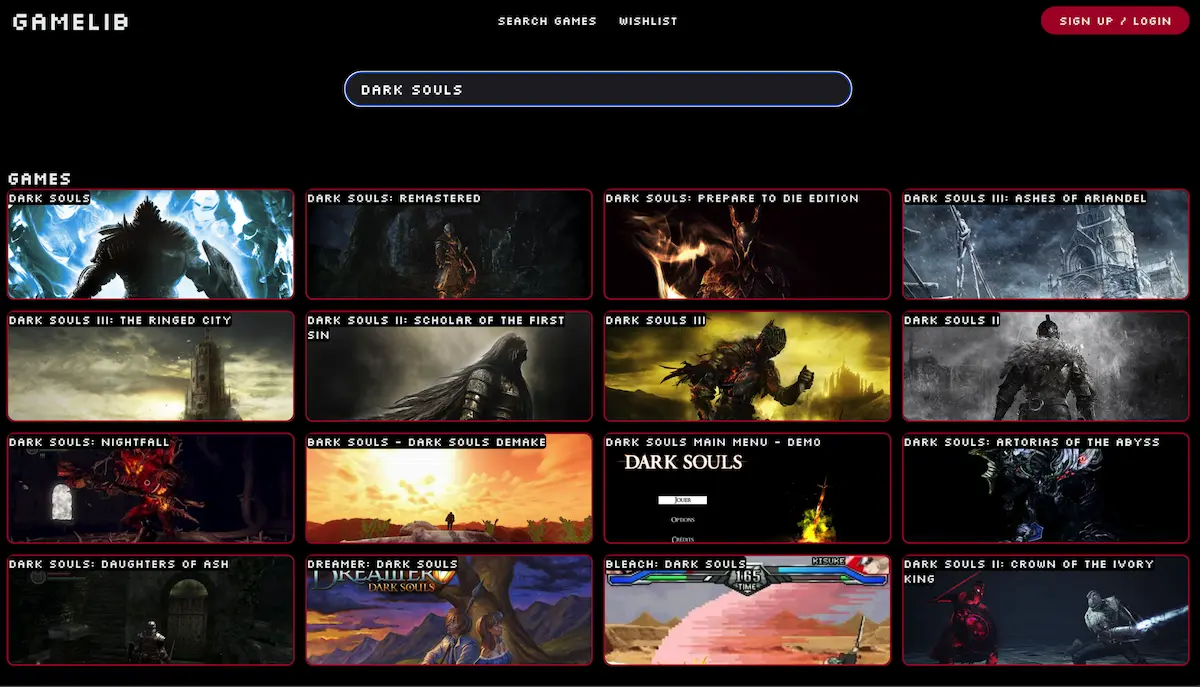 GAMELIB
SEARCH GAMES
WISHLIST
SIGN UP / LOGIN
DARK SOULS
GAMES
DARK SOULS
DARK SOULS: REMASTERED
DARK SOULS: PREPARE TO DIE EDITION
DARK SOULS III: ASHES OF ARIANDEL
DARK SOULS III: THE RINGED CITY
DARK SOULS II: SCHOLAR OF THE FIRST
SIN
DARK SOULS III
DARK SOULS II
DARK SOULS: NIGHTFALL
DARK SOULS - DARK SOULS DEMAKE
DARK SOULS MAIN MENU - DEMO
DARK SOULS
JOUER
OPTIONS
CRÉDITS
DARK SOULS: ARTORIAS OF THE ABYSS
DARK SOULS: DAUGHTERS OF ASH
DREAMER: DARK SOULS
DREAMER
DARK SOULS
BLEACH: DARK SOULS
KISUKE
165
TIME
DARK SOULS II: CROWN OF THE IVORY
KING